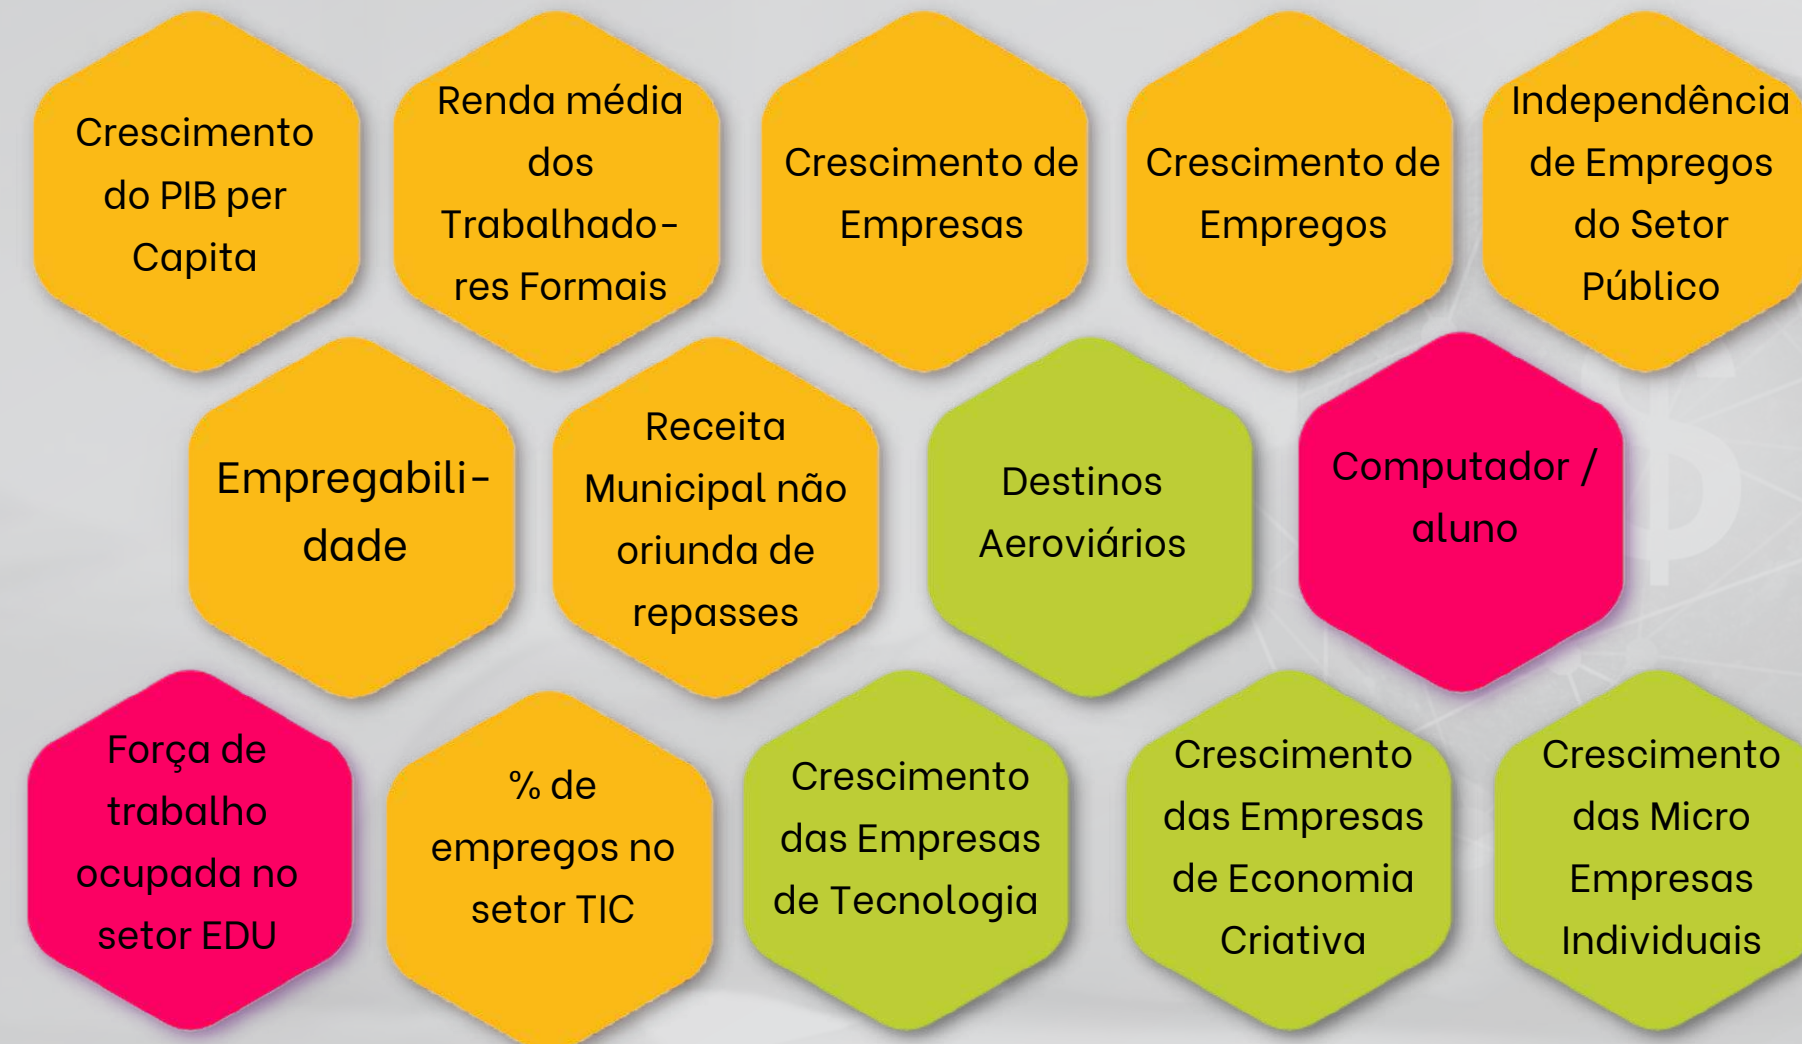 Crescimento
do PIB per
Capita
Renda média
dos
Trabalhado-
res Formais
Crescimento de
Empresas
Crescimento de
Empregos
Independência
de Empregos
do Setor
Público
Empregabili-
dade
Receita
Municipal não
oriunda de
repasses
Destinos
Aeroviários
Computador /
aluno
Força de
trabalho
ocupada no
setor EDU
% de
empregos no
setor TIC
Crescimento
das Empresas
de Tecnologia
Crescimento
das Empresas
de Economia
Criativa
Crescimento
das Micro
Empresas
Individuais